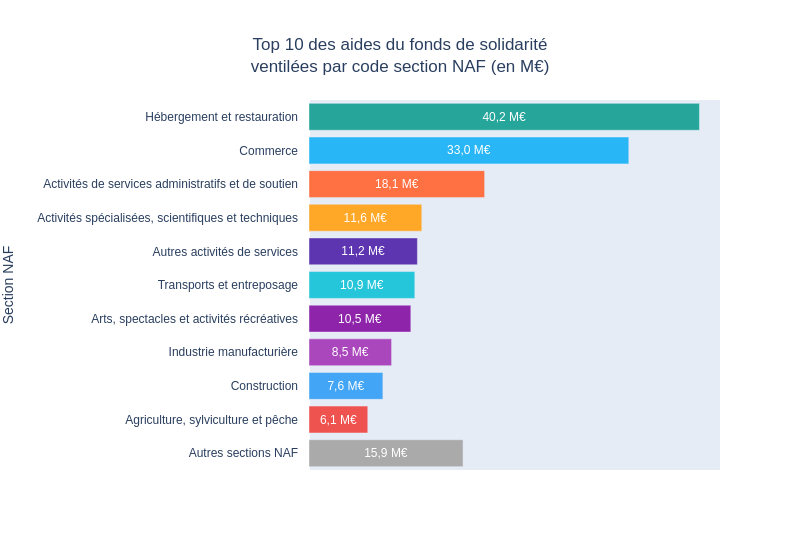 Top 10 des aides du fonds de solidarité
ventilées par code section NAF (en M€)
Section NAF
Hébergement et restauration 40,2 M€
Commerce 33,0 M€
Activités de services administratifs et de soutien 18,1 M€
Activités spécialisées, scientifiques et techniques 11,6 M€
Autres activités de services 11,2 M€
Transports et entreposage 10,9 M€
Arts, spectacles et activités récréatives 10,5 M€
Industrie manufacturière 8,5 M€
Construction 7,6 M€
Agriculture, sylviculture et pêche 6,1 M€
Autres sections NAF 15,9 M€